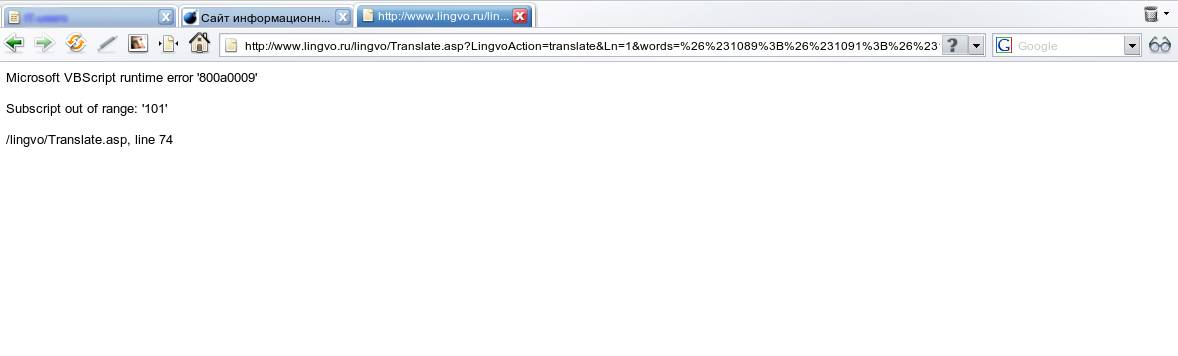 Сайт информационн...
http://www.lingvo.ru/lin...
http://www.lingvo.ru/lingvo/Translate.asp?LingvoAction=translate&Ln=1&words=%26%231089%3B%26%231091%3B%26%23
Google
Microsoft VBScript runtime error '800a0009'
Subscript out of range: '101'
/lingvo/Translate.asp, line 74